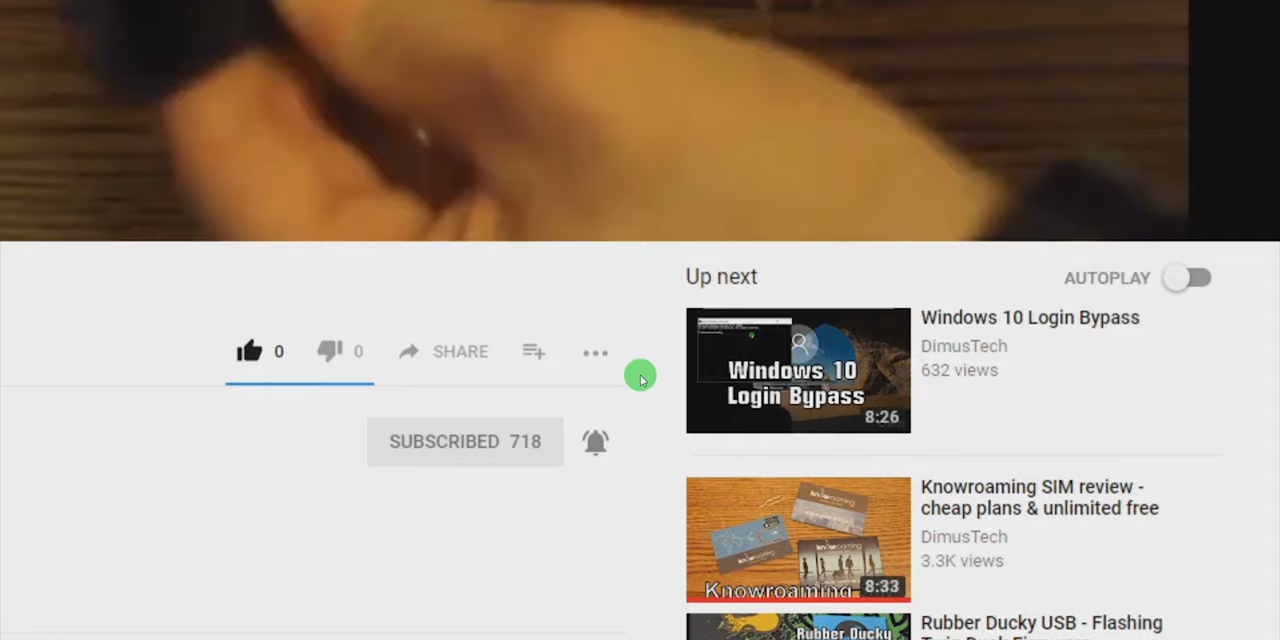 Up next
AUTOPLAY
0
0
SHARE
SUBSCRIBED 718
Windows 10
Login Bypass
8:26
Windows 10 Login Bypass
DimusTech
632 views
Knowroaming
8:33
Knowroaming SIM review -
cheap plans & unlimited free
DimusTech
3.3K views
Rubber Ducky
Rubber Ducky USB - Flashing